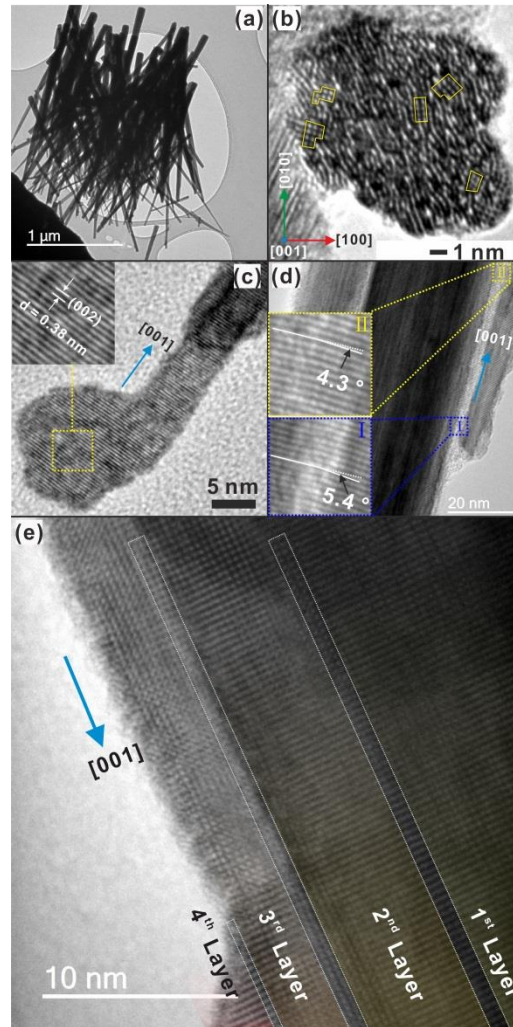 (a)
1 µm
(b)
[010]
[001]
[100]
1 nm
(c)
(002)
d = 0.38 nm
[001]
5 nm
(d)
II
4.3 °
I
5.4 °
II
[001]
I
20 nm
(e)
[001]
10 nm
4th Layer
3rd Layer
2nd Layer
1st Layer